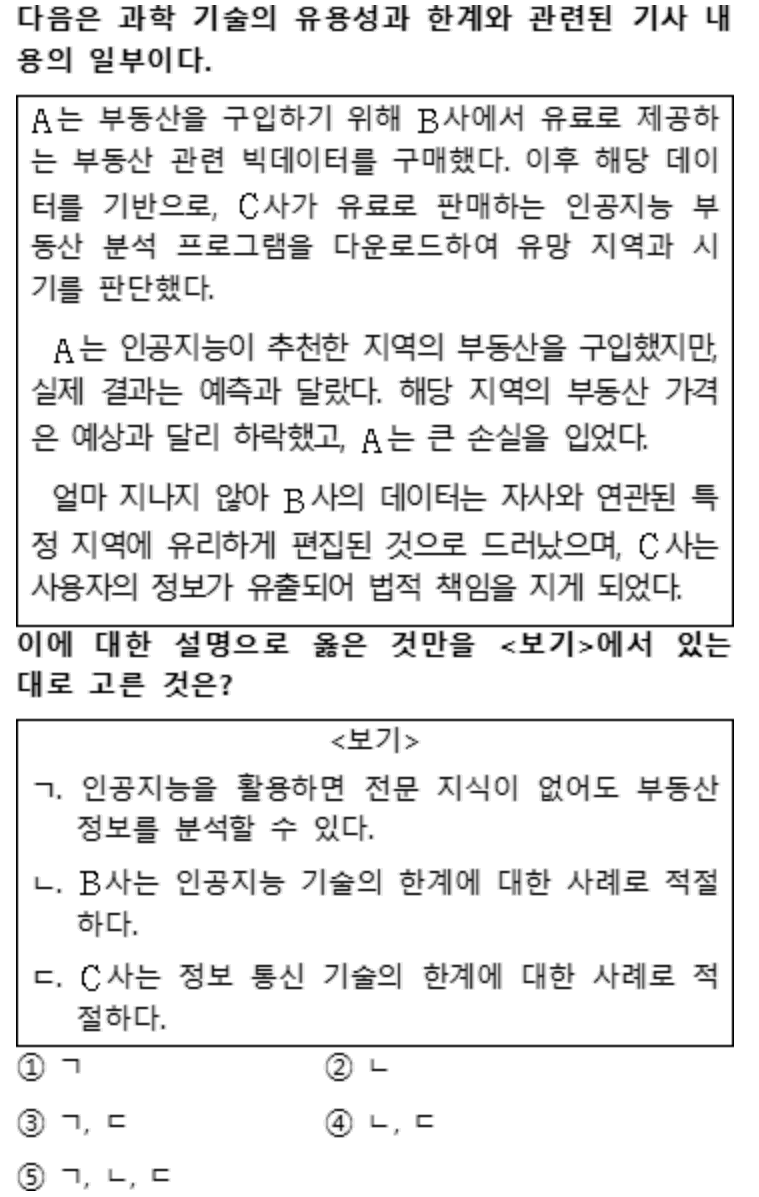 다음은 과학 기술의 유용성과 한계와 관련된 기사 내
용의 일부이다.
A는 부동산을 구입하기 위해 B사에서 유료로 제공하
는 부동산 관련 빅데이터를 구매했다. 이후 해당 데이
터를 기반으로, C사가 유료로 판매하는 인공지능 부
동산 분석 프로그램을 다운로드하여 유망 지역과 시
기를 판단했다.
A는 인공지능이 추천한 지역의 부동산을 구입했지만,
실제 결과는 예측과 달랐다. 해당 지역의 부동산 가격
은 예상과 달리 하락했고, A는 큰 손실을 입었다.
얼마 지나지 않아 B사의 데이터는 자사와 연관된 특
정 지역에 유리하게 편집된 것으로 드러났으며, C사는
사용자의 정보가 유출되어 법적 책임을 지게 되었다.
이에 대한 설명으로 옳은 것만을 <보기>에서 있는
대로 고른 것은?
<보기>
ㄱ. 인공지능을 활용하면 전문 지식이 없어도 부동산
정보를 분석할 수 있다.
ㄴ. B사는 인공지능 기술의 한계에 대한 사례로 적절
하다.
ㄷ. C사는 정보 통신 기술의 한계에 대한 사례로 적
절하다.
① ㄱ ② ㄴ
③ ㄱ, ㄷ ④ ㄴ, ㄷ
⑤ ㄱ, ㄴ, ㄷ